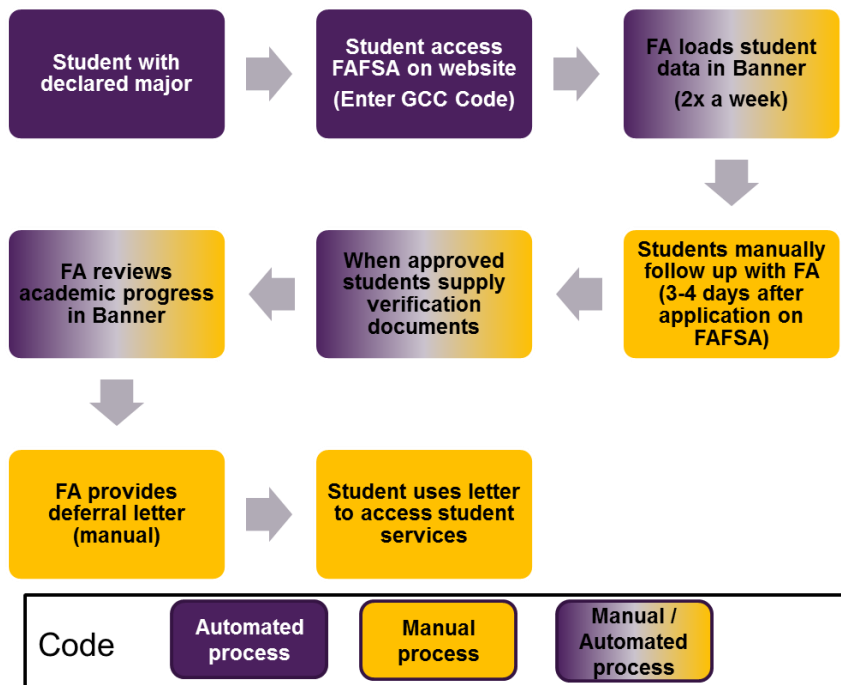 Student with
declared major
Student access
FAFSA on website
(Enter GCC Code)
FA loads student
data in Banner
(2x a week)
Students manually
follow up with FA
(3-4 days after
application on
FAFSA)
When approved
students supply
verification
documents
FA reviews
academic progress
in Banner
FA provides
deferral letter
(manual)
Student uses letter
to access student
services
Code
Automated
process
Manual
process
Manual /
Automated
process